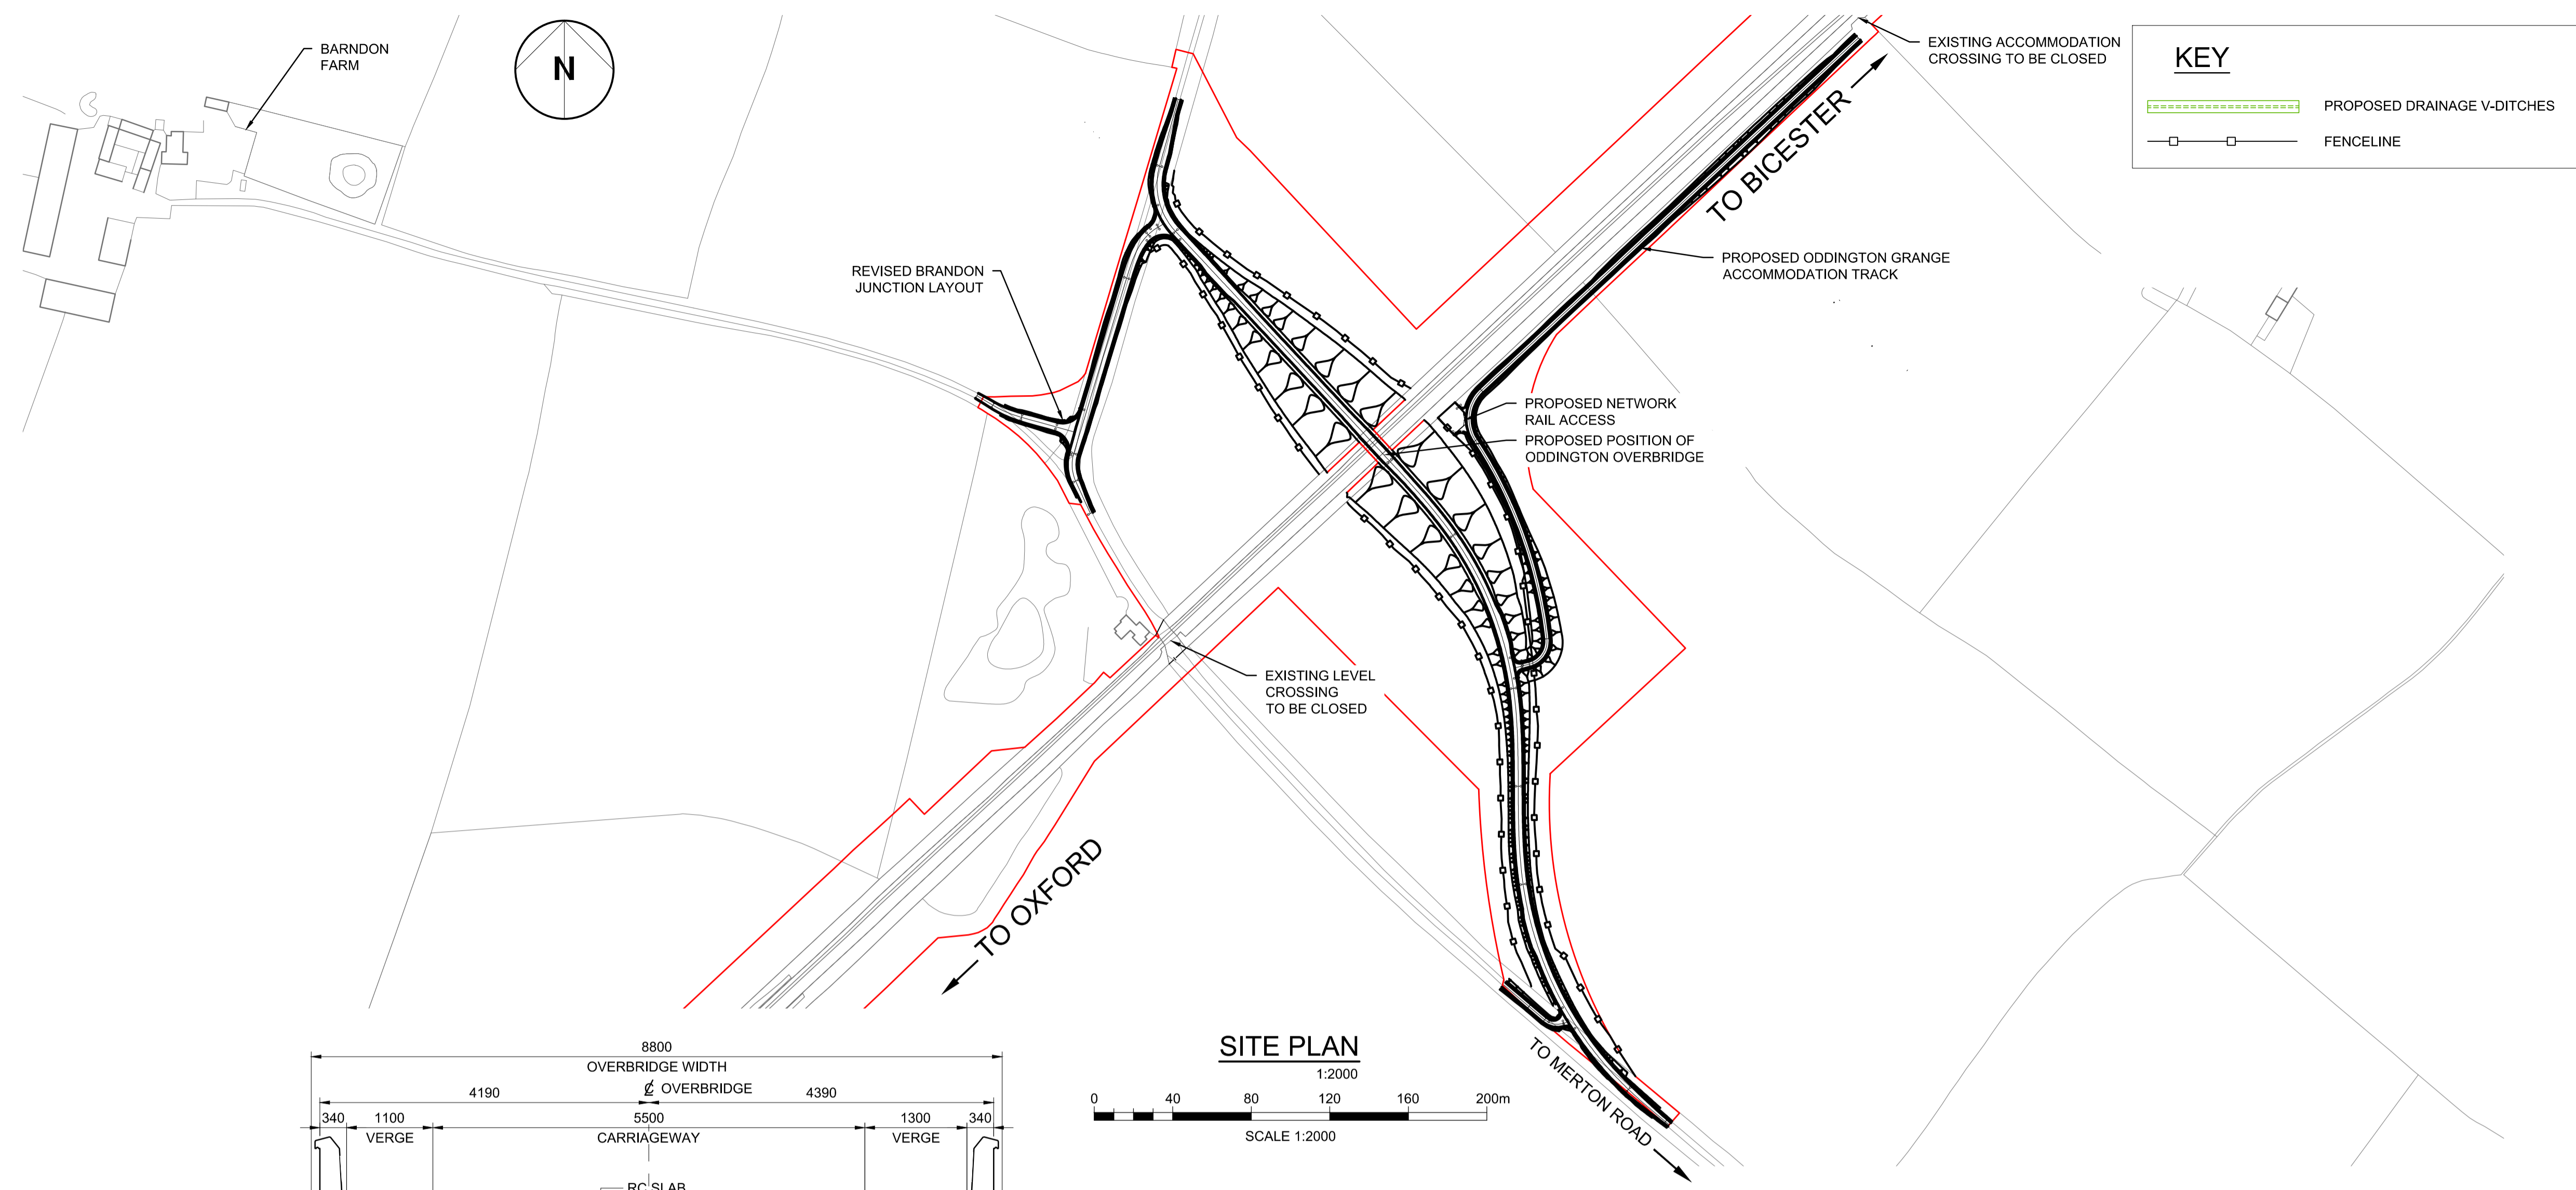 BARNDON
FARM
N
EXISTING ACCOMMODATION
CROSSING TO BE CLOSED
KEY
PROPOSED DRAINAGE V-DITCHES
FENCELINE
TO BICESTER
PROPOSED ODDINGTON GRANGE
ACCOMMODATION TRACK
REVISED BRANDON
JUNCTION LAYOUT
PROPOSED NETWORK
RAIL ACCESS
PROPOSED POSITION OF
ODDINGTON OVERBRIDGE
EXISTING LEVEL
CROSSING
TO BE CLOSED
TO OXFORD
TO MERTON ROAD
SITE PLAN
1:2000
0 40 80 120 160 200m
SCALE 1:2000
8800
OVERBRIDGE WIDTH
4190 ℄ OVERBRIDGE 4390
340 1100 5500 1300 340
VERGE CARRIAGEWAY VERGE
RC SLAB